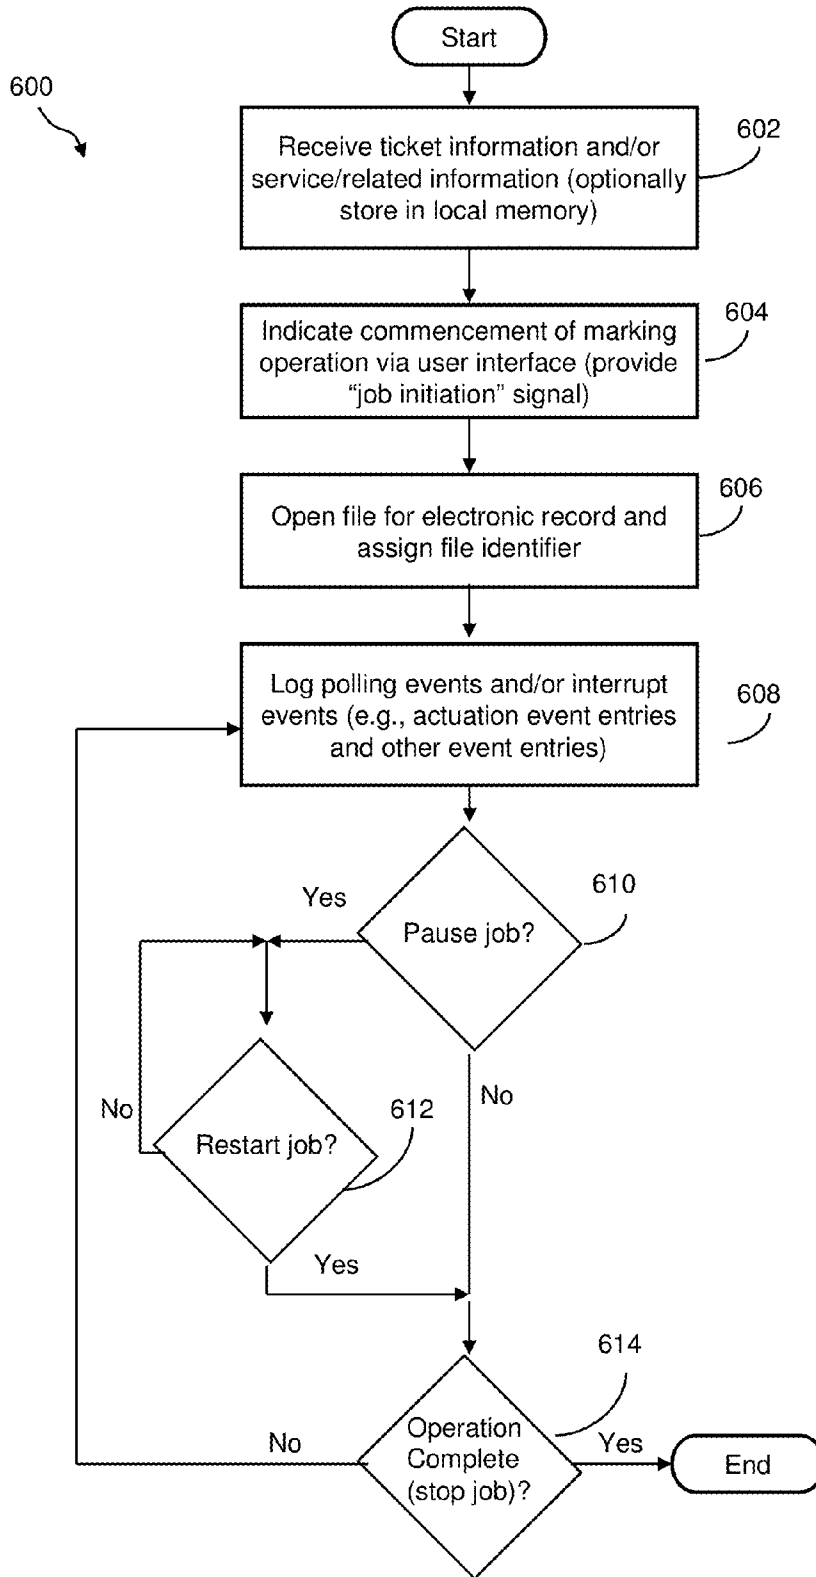 Start
600
602
Receive ticket information and/or
service/related information (optionally
store in local memory)
604
Indicate commencement of marking
operation via user interface (provide
“job initiation” signal)
606
Open file for electronic record and
assign file identifier
608
Log polling events and/or interrupt
events (e.g., actuation event entries
and other event entries)
610
Yes
Pause job?
No
No
612
Restart job?
Yes
614
Operation
Complete
(stop job)?
No
Yes
End